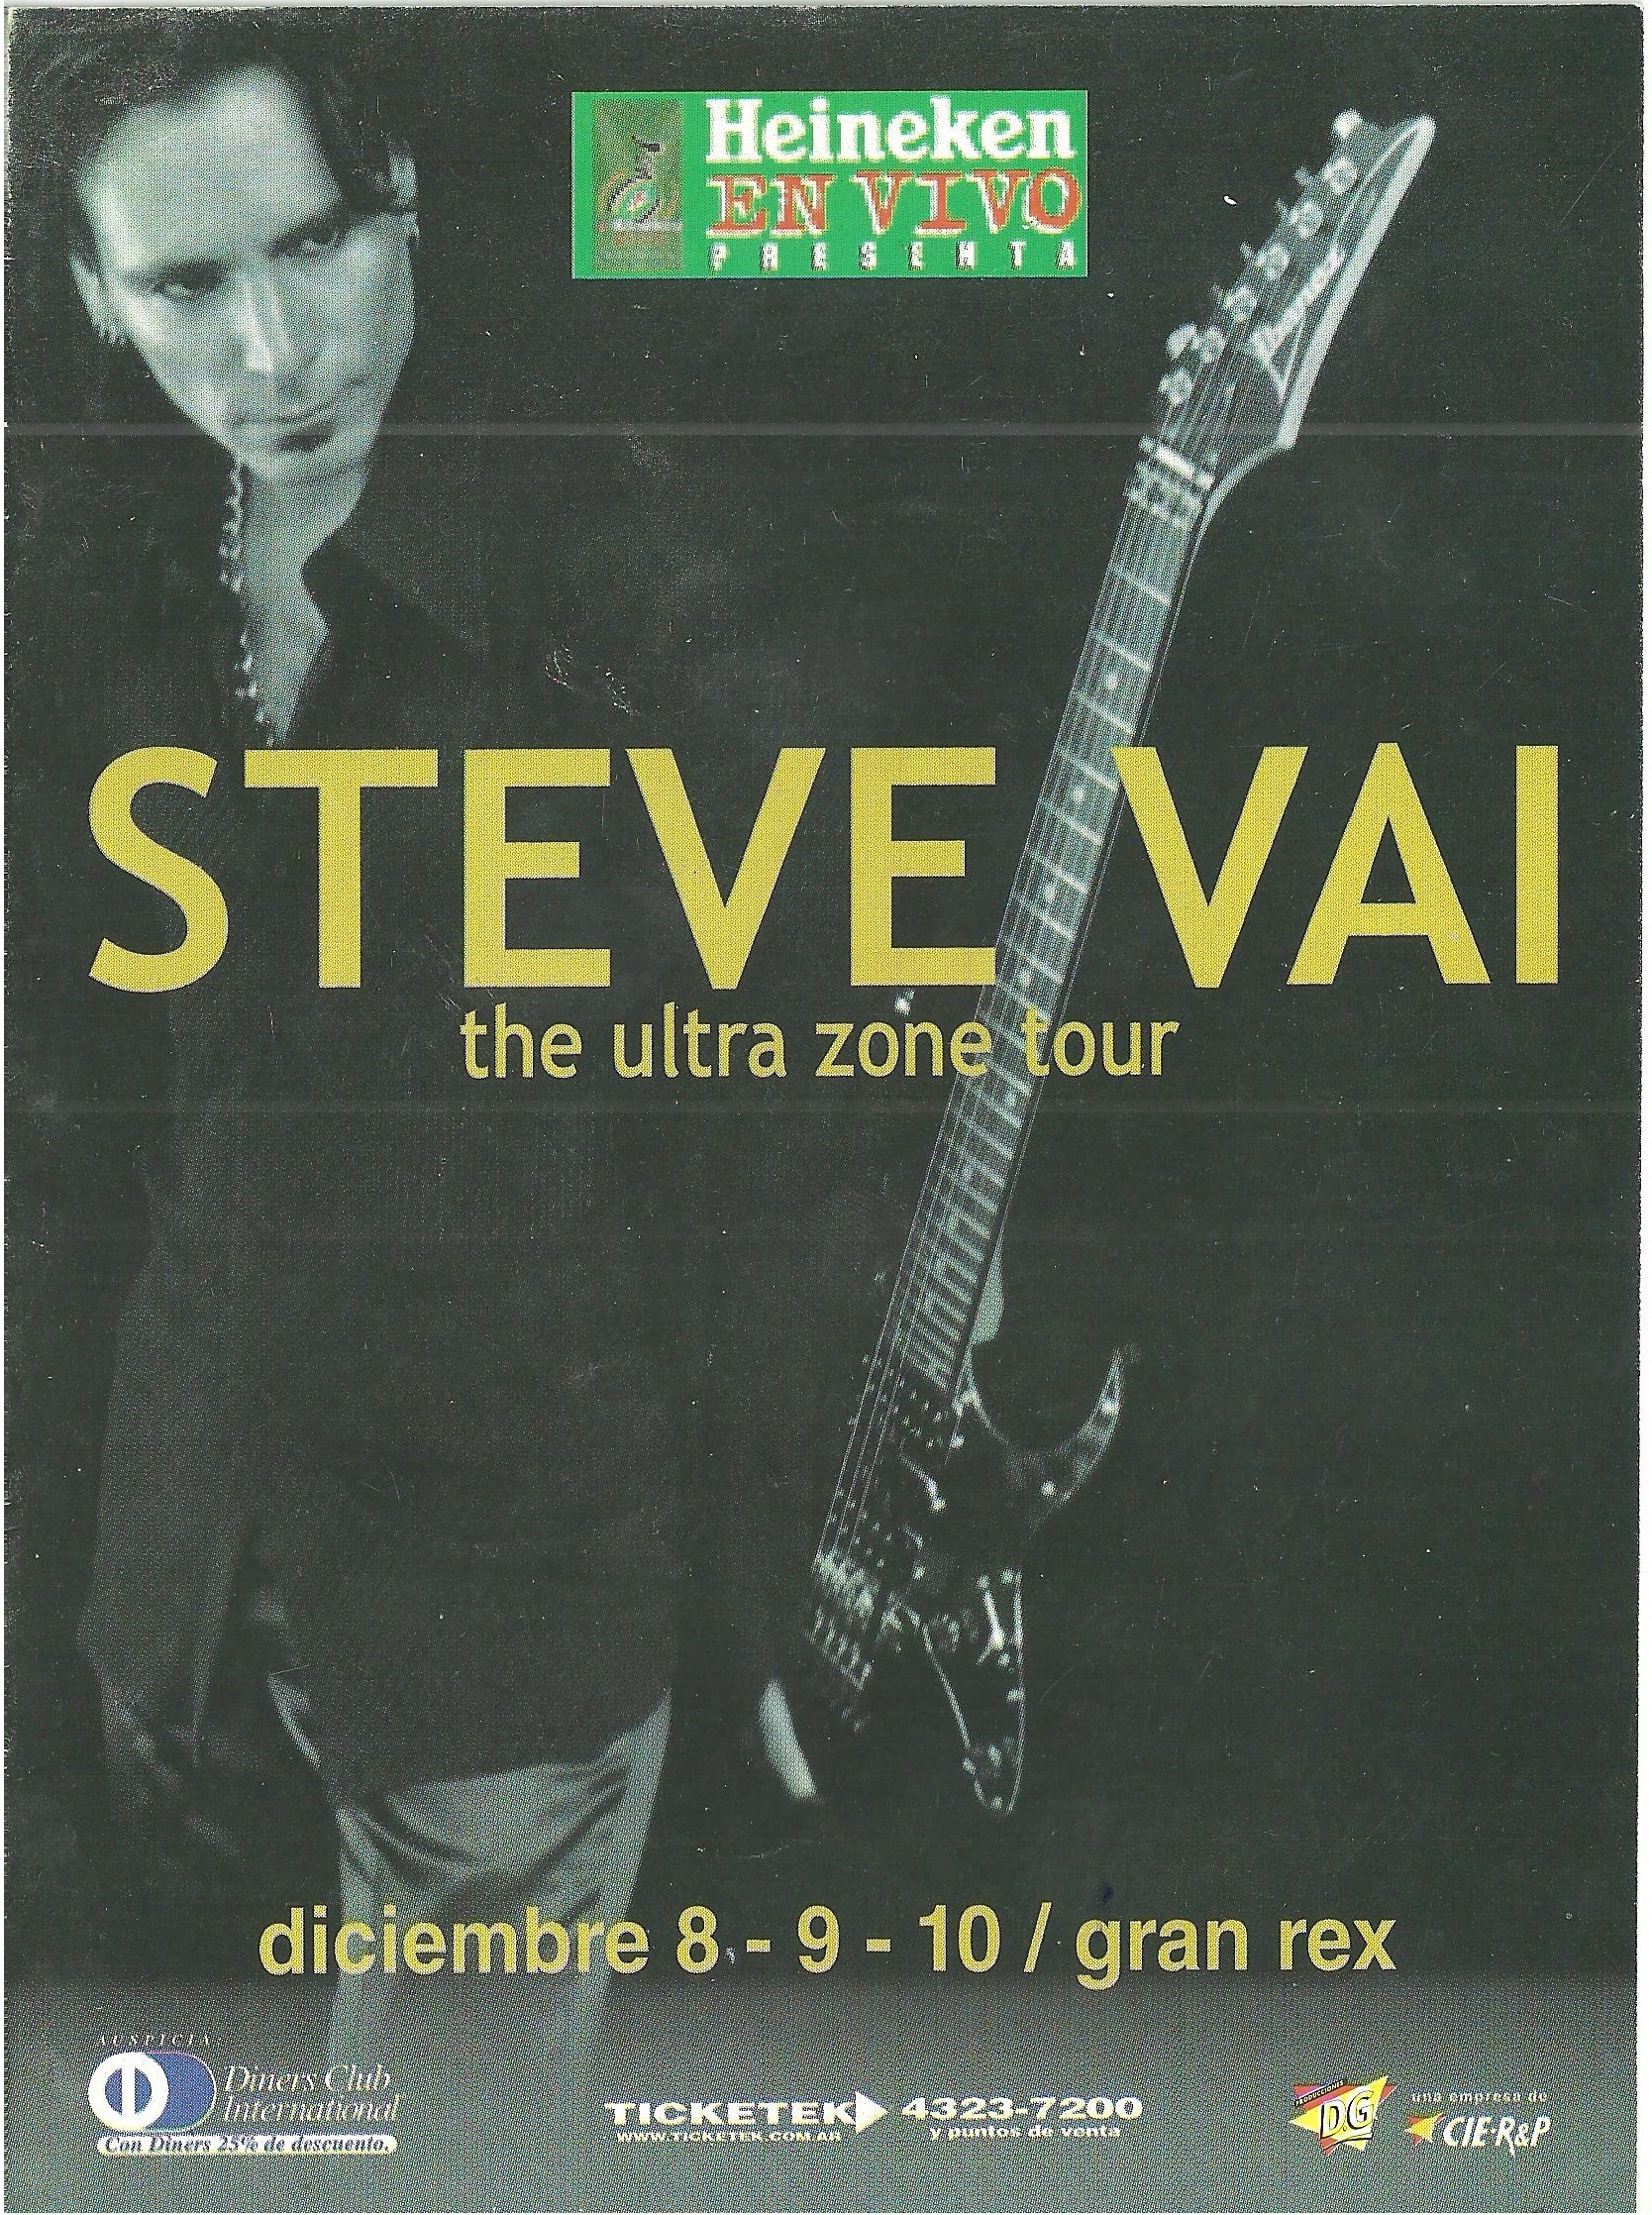 Heineken
EN VIVO
PRESENTA
Ibanez
STEVE VAI
the ultra zone tour
diciembre 8 - 9 - 10 / gran rex
AUSPICIA:
Diners Club
International
Con Diners 25% de descuento.
TICKETEK 4323-7200
WWW.TICKETEK.COM.AR y puntos de venta
PRODUCCIONES
DG
una empresa de
CIE-R&P